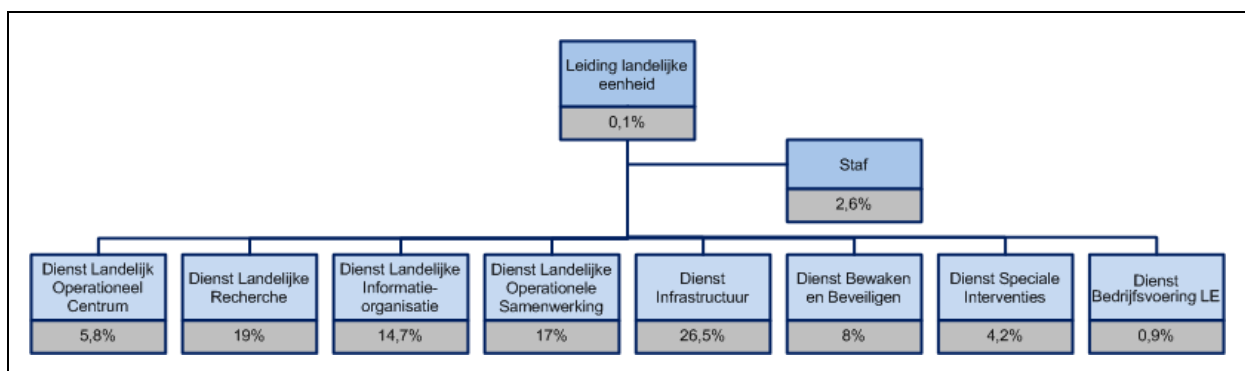 Leiding landelijke
eenheid
0,1%
Staf
2,6%
Dienst Landelijk
Operationeel
Centrum
5,8%
Dienst Landelijke
Recherche
19%
Dienst Landelijke
Informatie-
organisatie
14,7%
Dienst Landelijke
Operationele
Samenwerking
17%
Dienst
Infrastructuur
26,5%
Dienst Bewaken
en Beveiligen
8%
Dienst Speciale
Interventies
4,2%
Dienst
Bedrijfsvoering LE
0,9%